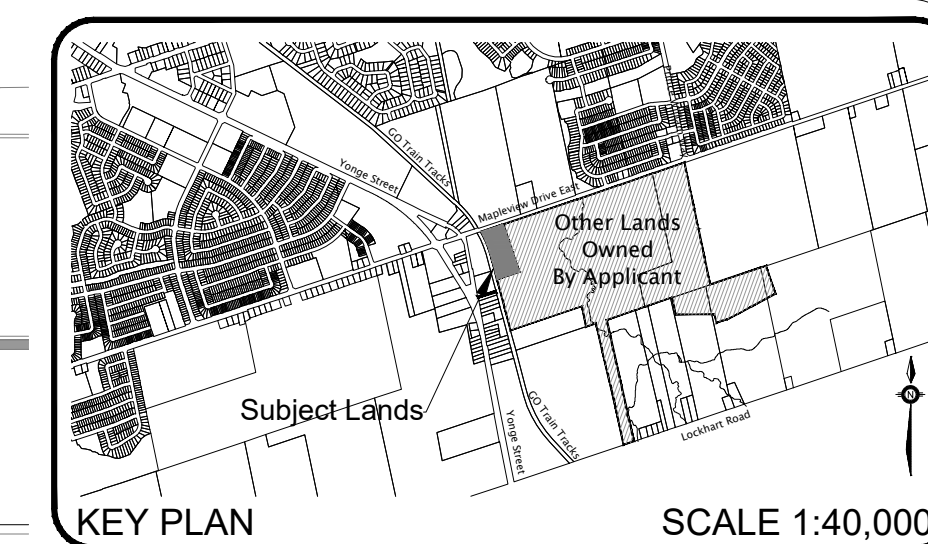 GO Train Tracks
Yonge Street
Mapleview Drive East
Other Lands
Owned
By Applicant
Subject Lands
Yonge Street
GO Train Tracks
Lockhart Road
N
KEY PLAN
SCALE 1:40,000